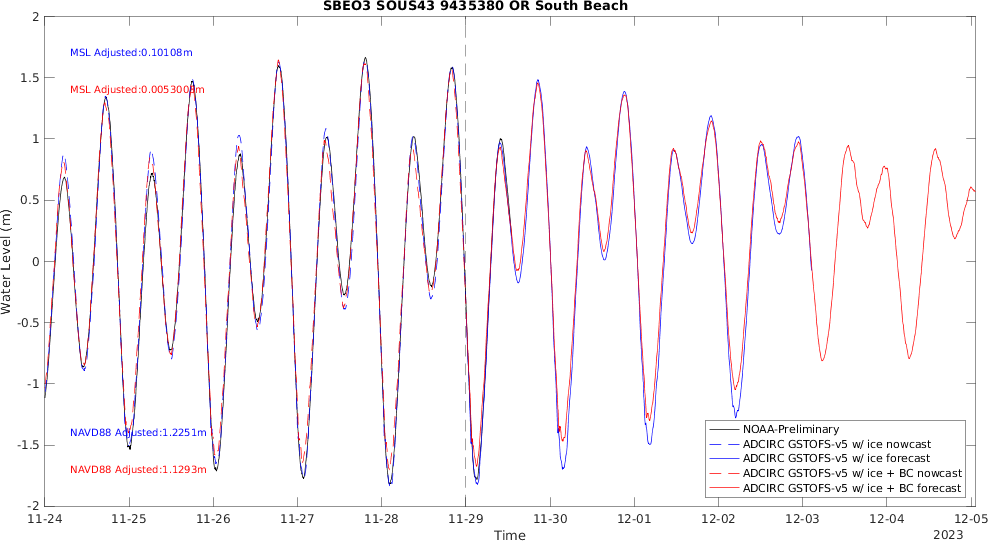 SBEO3 SOUS43 9435380 OR South Beach
MSL Adjusted:0.10108m
MSL Adjusted:0.0053009m
NAVD88 Adjusted:1.2251m
NAVD88 Adjusted:1.1293m
Water Level (m)
2
1.5
1
0.5
0
-0.5
-1
-1.5
-2
NOAA-Preliminary
ADCIRC GSTOFS-v5 w/ ice nowcast
ADCIRC GSTOFS-v5 w/ ice forecast
ADCIRC GSTOFS-v5 w/ ice + BC nowcast
ADCIRC GSTOFS-v5 w/ ice + BC forecast
11-24 11-25 11-26 11-27 11-28 11-29 11-30 12-01 12-02 12-03 12-04 12-05
Time
2023